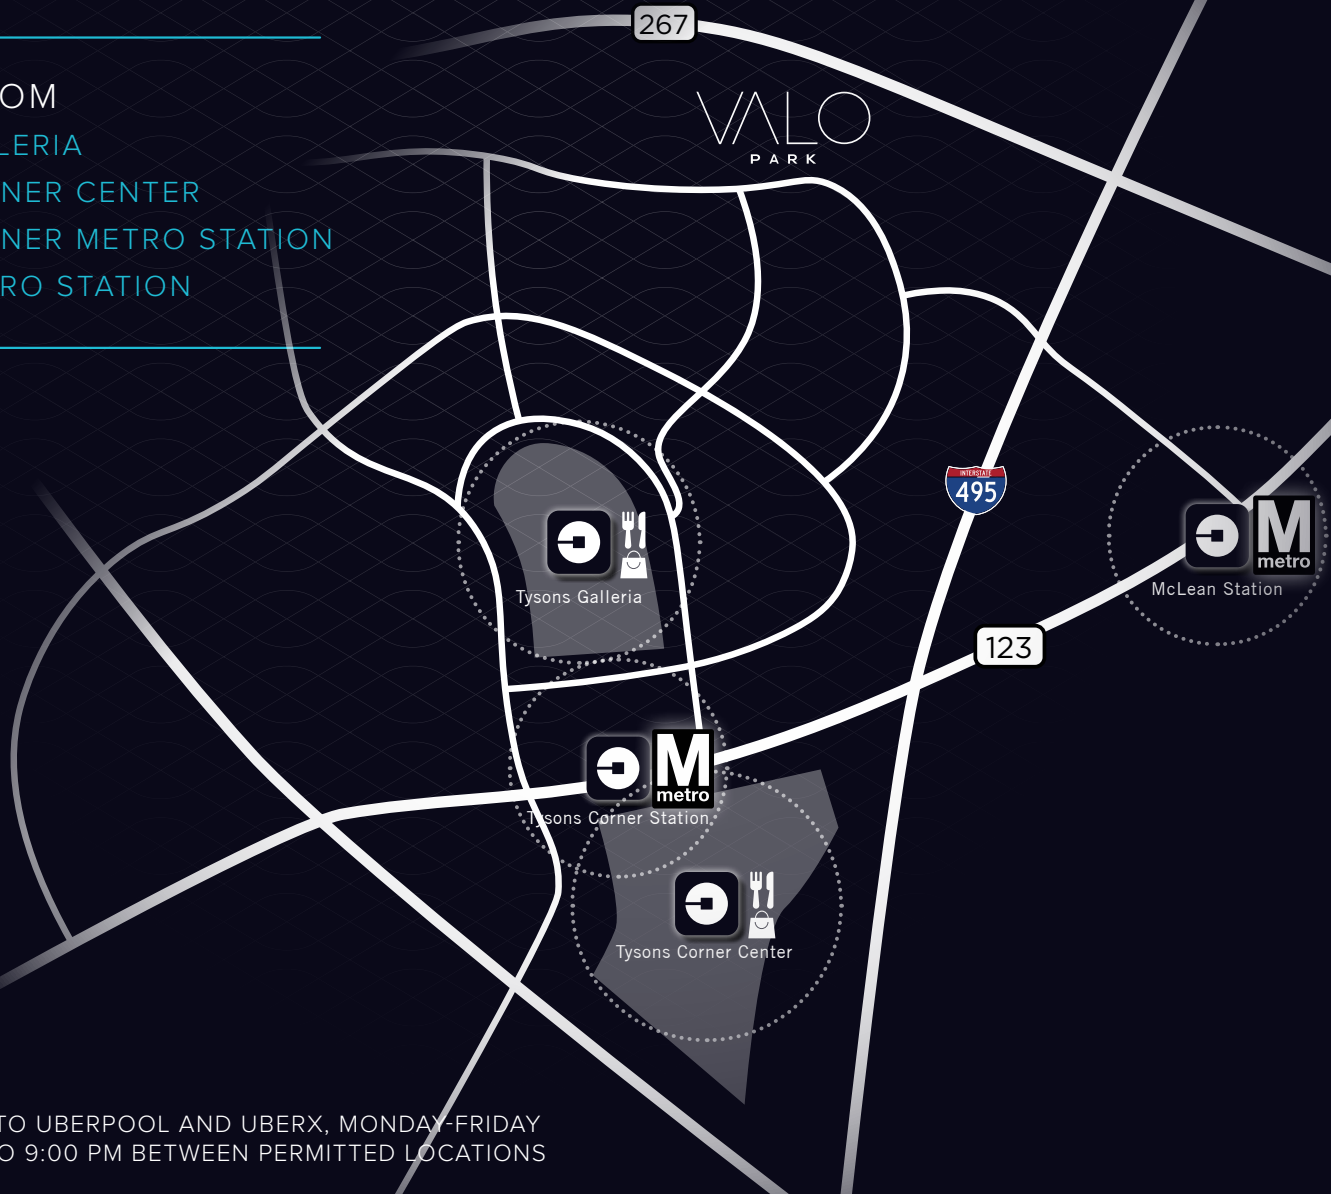 267
VALO
PARK
OM
LERIA
NER CENTER
NER METRO STATION
RO STATION
INTERSTATE
495
M
metro
McLean Station
Tysons Galleria
123
M
metro
Tysons Corner Station
Tysons Corner Center
TO UBERPOOL AND UBERX, MONDAY-FRIDAY
O 9:00 PM BETWEEN PERMITTED LOCATIONS